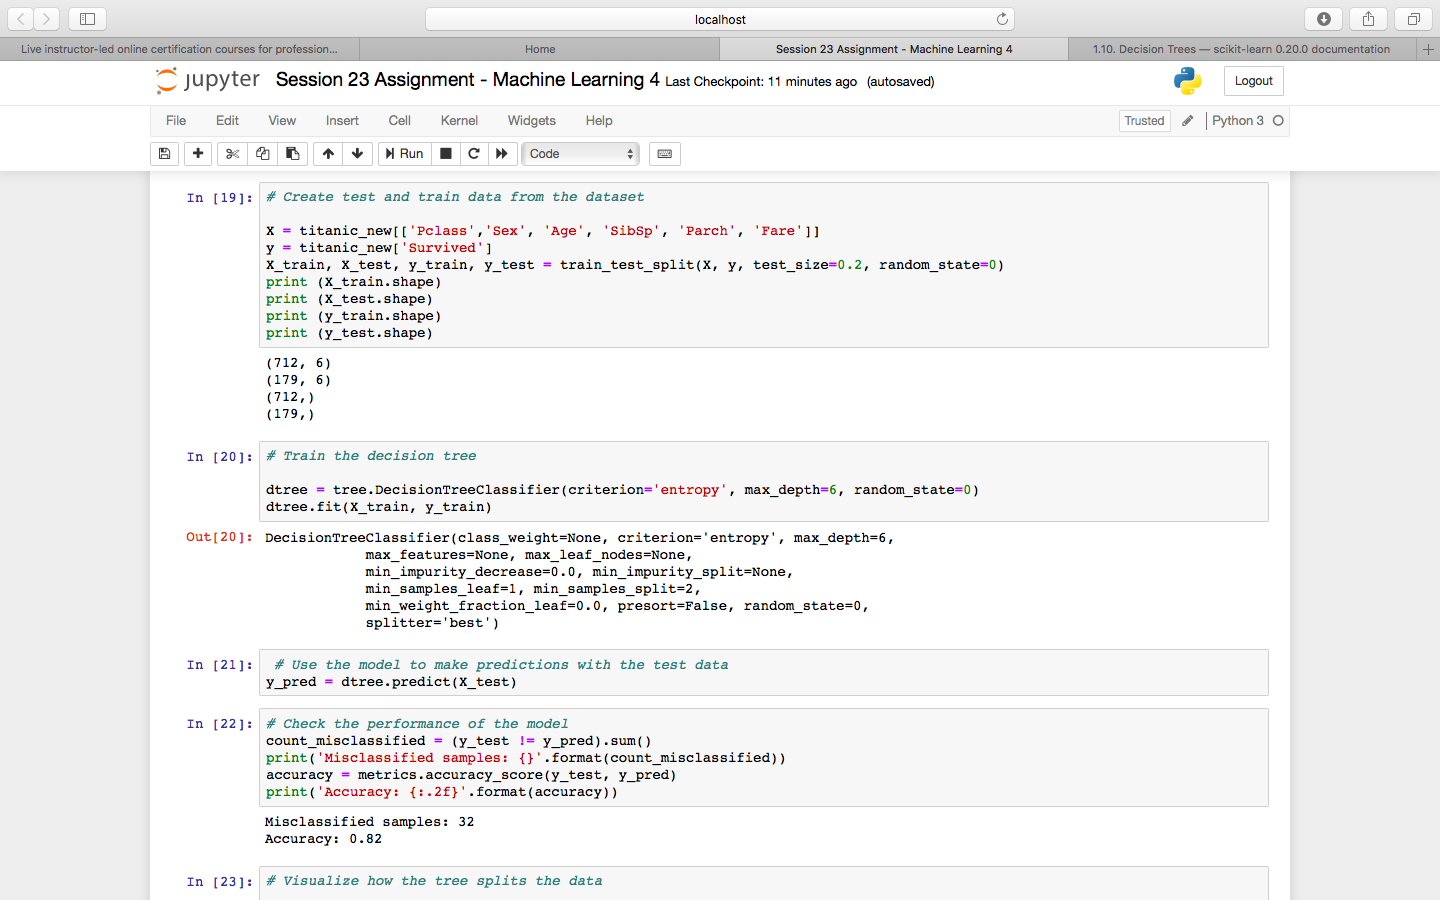 localhost
Live instructor-led online certification courses for profession...
Home
Session 23 Assignment - Machine Learning 4
1.10. Decision Trees — scikit-learn 0.20.0 documentation
jupyter Session 23 Assignment - Machine Learning 4 Last Checkpoint: 11 minutes ago (autosaved)
Logout
File Edit View Insert Cell Kernel Widgets Help
Trusted Python 3
Run Code
In [19]: # Create test and train data from the dataset
X = titanic_new[['Pclass','Sex', 'Age', 'SibSp', 'Parch', 'Fare']]
y = titanic_new['Survived']
X_train, X_test, y_train, y_test = train_test_split(X, y, test_size=0.2, random_state=0)
print (X_train.shape)
print (X_test.shape)
print (y_train.shape)
print (y_test.shape)
(712, 6)
(179, 6)
(712,)
(179,)
In [20]: # Train the decision tree
dtree = tree.DecisionTreeClassifier(criterion='entropy', max_depth=6, random_state=0)
dtree.fit(X_train, y_train)
Out[20]: DecisionTreeClassifier(class_weight=None, criterion='entropy', max_depth=6,
max_features=None, max_leaf_nodes=None,
min_impurity_decrease=0.0, min_impurity_split=None,
min_samples_leaf=1, min_samples_split=2,
min_weight_fraction_leaf=0.0, presort=False, random_state=0,
splitter='best')
In [21]: # Use the model to make predictions with the test data
y_pred = dtree.predict(X_test)
In [22]: # Check the performance of the model
count_misclassified = (y_test != y_pred).sum()
print('Misclassified samples: {}'.format(count_misclassified))
accuracy = metrics.accuracy_score(y_test, y_pred)
print('Accuracy: {:.2f}'.format(accuracy))
Misclassified samples: 32
Accuracy: 0.82
In [23]: # Visualize how the tree splits the data